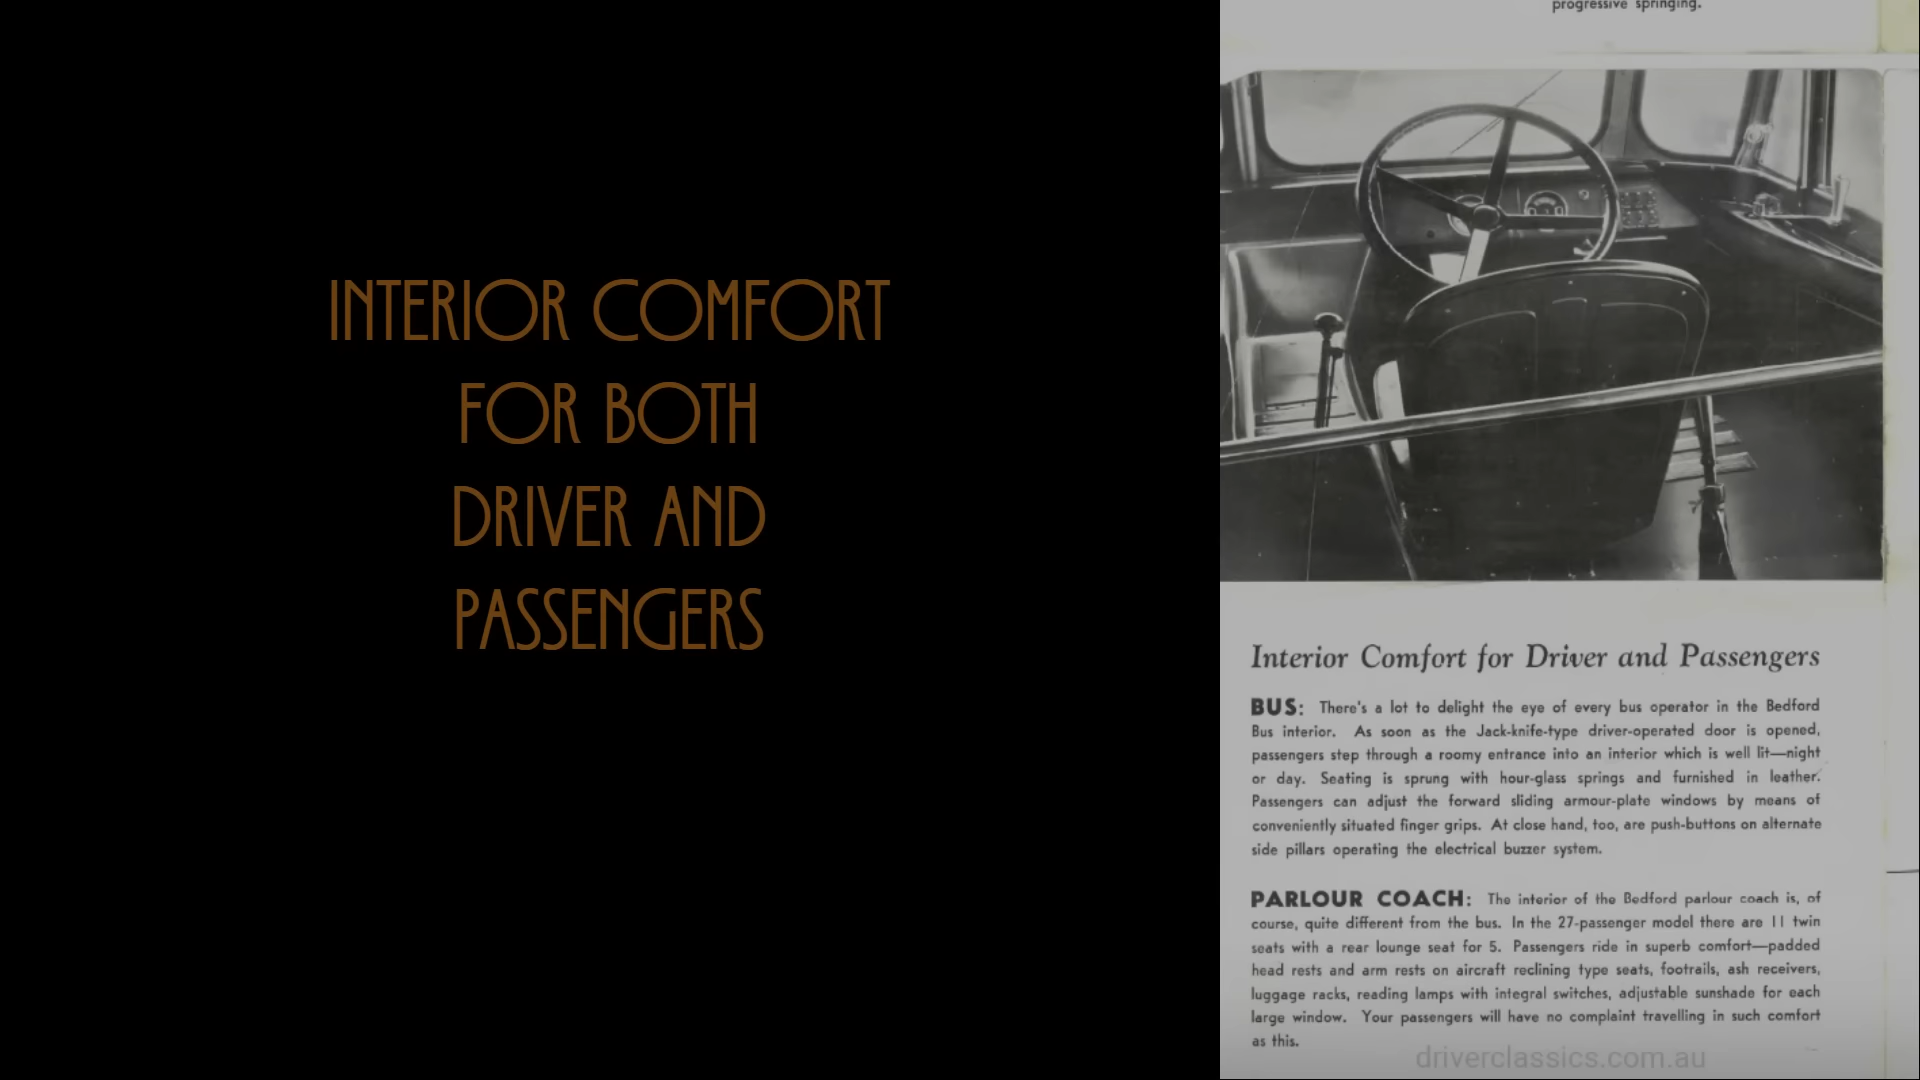 INTERIOR COMFORT
FOR BOTH
DRIVER AND
PASSENGERS
progressive springing.
Interior Comfort for Driver and Passengers
BUS: There's a lot to delight the eye of every bus operator in the Bedford
Bus interior. As soon as the Jack-knife-type driver-operated door is opened,
passengers step through a roomy entrance into an interior which is well lit—night
or day. Seating is sprung with hour-glass springs and furnished in leather.
Passengers can adjust the forward sliding armour-plate windows by means of
conveniently situated finger grips. At close hand, too, are push-buttons on alternate
side pillars operating the electrical buzzer system.
PARLOUR COACH: The interior of the Bedford parlour coach is, of
course, quite different from the bus. In the 27-passenger model there are 11 twin
seats with a rear lounge seat for 5. Passengers ride in superb comfort—padded
head rests and arm rests on aircraft reclining type seats, footrails, ash receivers,
luggage racks, reading lamps with integral switches, adjustable sunshade for each
large window. Your passengers will have no complaint travelling in such comfort
as this.
driverclassics.com.au